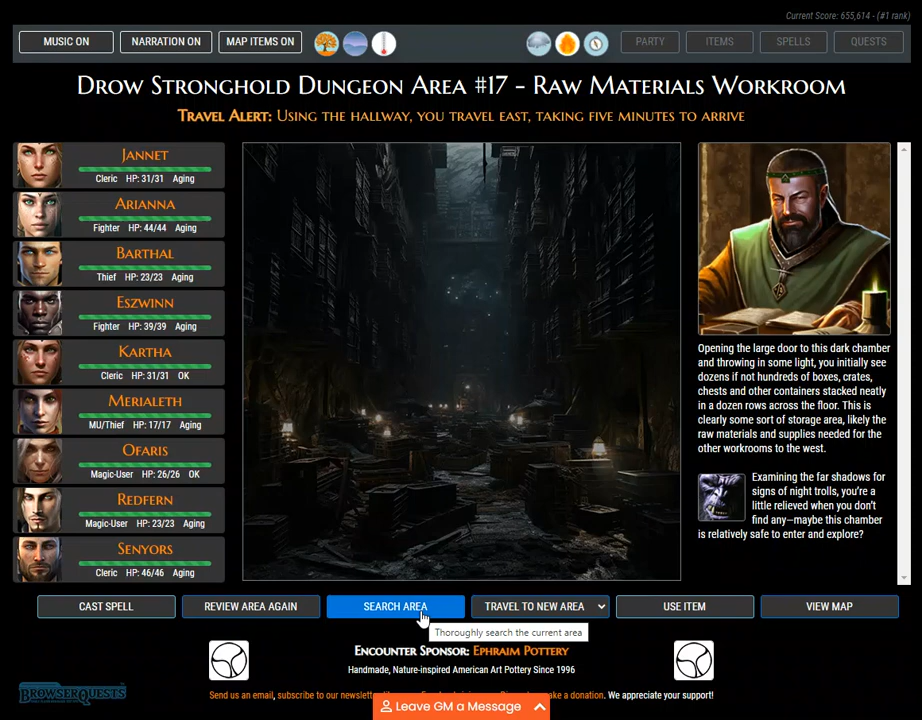 Current Score: 655,614 - (#1 rank)
MUSIC ON
NARRATION ON
MAP ITEMS ON
PARTY
ITEMS
SPELLS
QUESTS
Drow Stronghold Dungeon Area #17 - Raw Materials Workroom
Travel Alert: Using the hallway, you travel east, taking five minutes to arrive
Jannet
Cleric HP: 31/31 Aging
Arianna
Fighter HP: 44/44 Aging
Barthal
Thief HP: 23/23 Aging
Eszwinn
Fighter HP: 39/39 Aging
Kartha
Cleric HP: 31/31 OK
Merialeth
MU/Thief HP: 17/17 Aging
Ofaris
Magic-User HP: 26/26 OK
Redfern
Magic-User HP: 23/23 Aging
Senyors
Cleric HP: 46/46 Aging
Opening the large door to this dark chamber
and throwing in some light, you initially see
dozens if not hundreds of boxes, crates,
chests and other containers stacked neatly
in a dozen rows across the floor. This is
clearly some sort of storage area, likely the
raw materials and supplies needed for the
other workrooms to the west.
Examining the far shadows for
signs of night trolls, you're a
little relieved when you don't
find any—maybe this chamber
is relatively safe to enter and explore?
CAST SPELL
REVIEW AREA AGAIN
SEARCH AREA
TRAVEL TO NEW AREA
USE ITEM
VIEW MAP
Thoroughly search the current area
Encounter Sponsor: Ephraim Pottery
Handmade, Nature-inspired American Art Pottery Since 1996
BrowserQuests
Send us an email, subscribe to our newslett make a donation. We appreciate your support!
Leave GM a Message